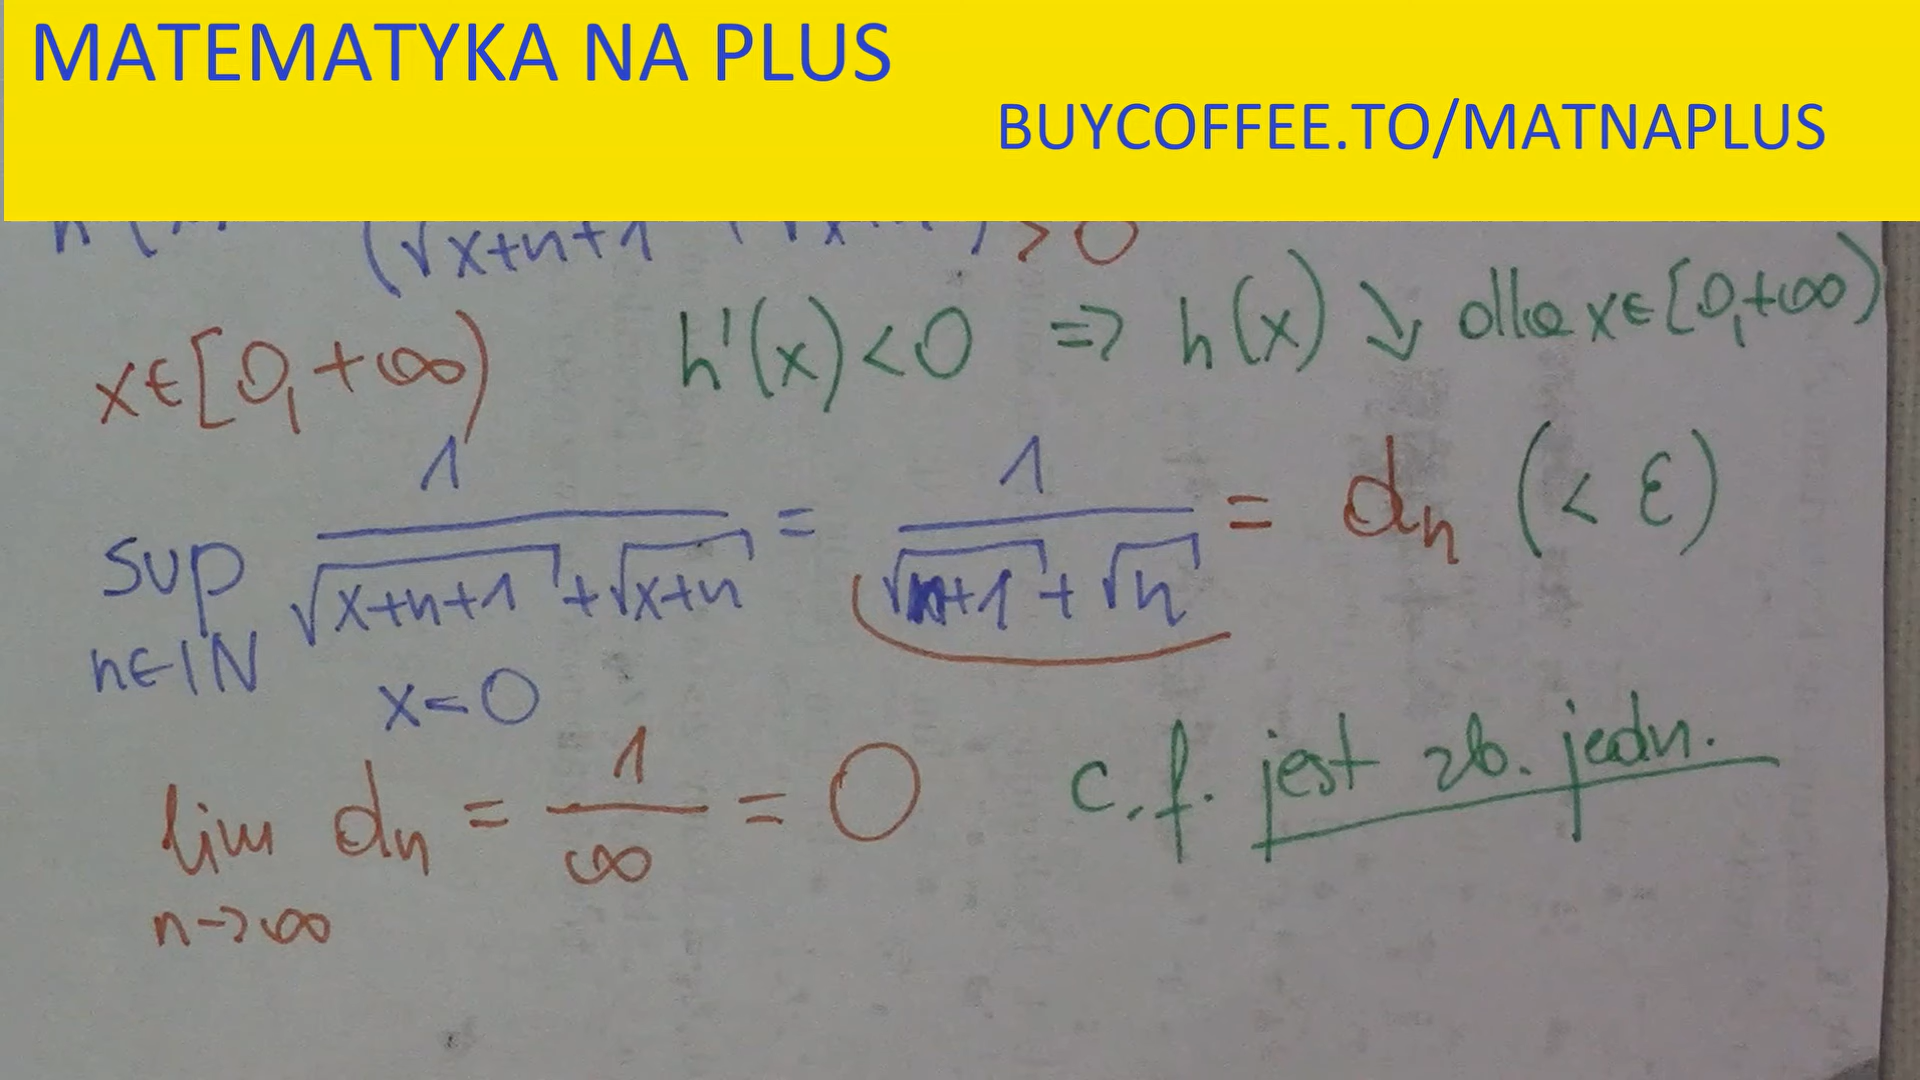 MATEMATYKA NA PLUS
BUYCOFFEE.TO/MATNAPLUS
(√x+n+1 > 0
x∈[0,+∞) h'(x)<0 => h(x) ↘ dla x∈[0,+∞)
sup n∈IN 1/(√x+n+1 + √x+n) = 1/(√n+1 + √n) = dn (< ε)
x=0
lim n->∞ dn = 1/∞ = 0 c.f. jest zb. jedn.